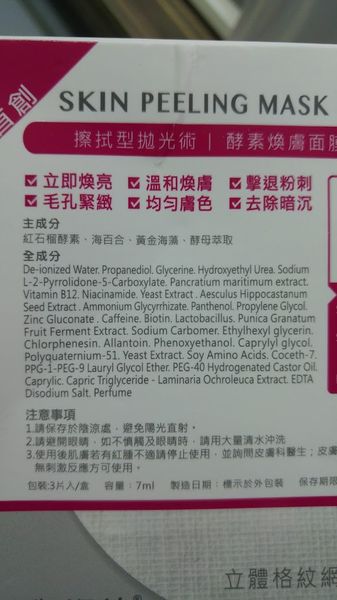 首創
SKIN PEELING MASK
擦拭型拋光術｜酵素煥膚面膜
☑ 立即煥亮 ☑ 溫和煥膚 ☑ 擊退粉刺
☑ 毛孔緊緻 ☑ 均勻膚色 ☑ 去除暗沉
主成分
紅石榴酵素、海百合、黃金海藻、酵母萃取
全成分
De-ionized Water. Propanediol. Glycerine. Hydroxyethyl Urea. Sodium
L-2-Pyrrolidone-5-Carboxylate. Pancratium maritimum extract.
Vitamin B12. Niacinamide. Yeast Extract . Aesculus Hippocastanum
Seed Extract . Ammonium Glycyrrhizate. Panthenol. Propylene Glycol.
Zinc Gluconate . Caffeine. Biotin. Lactobacillus. Punica Granatum
Fruit Ferment Extract. Sodium Carbomer. Ethylhexyl glycerin.
Chlorphenesin. Allantoin. Phenoxyethanol. Caprylyl glycol.
Polyquaternium-51. Yeast Extract. Soy Amino Acids. Coceth-7.
PPG-1-PEG-9 Lauryl Glycol Ether. PEG-40 Hydrogenated Castor Oil.
Caprylic. Capric Triglyceride - Laminaria Ochroleuca Extract. EDTA
Disodium Salt. Perfume
注意事項
1.請保存於陰涼處，避免陽光直射。
2.請避開眼睛，如不慎觸及眼睛時，請用大量清水沖洗
3.使用後肌膚若有紅腫不適請停止使用，並詢問皮膚科醫生；皮膚
無刺激反應方可使用。
包裝:3片入/盒 容量：7ml 製造日期：標示於外包裝 保存期限
立體格紋網